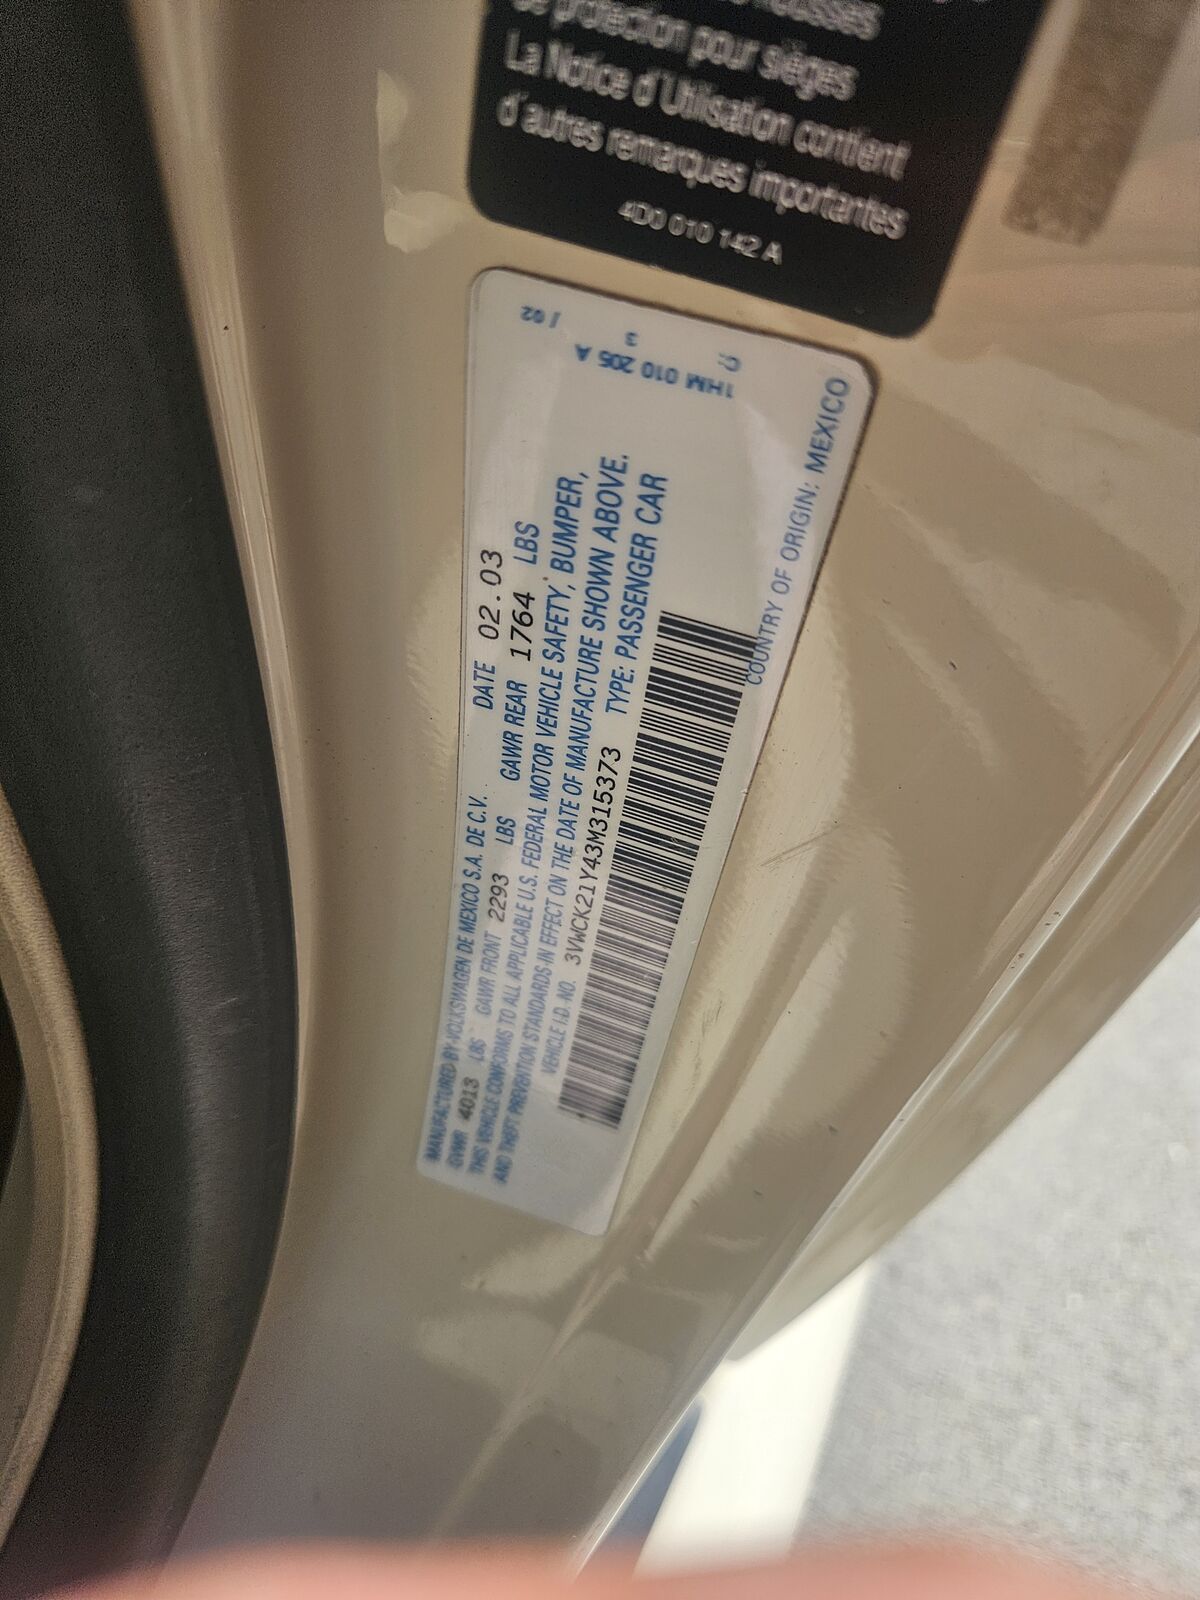 de protection pour sièges
La Notice d'Utilisation contient
d'autres remarques importantes
4D0 010 142 A
MANUFACTURED BY-VOLKSWAGEN DE MEXICO S.A. DE C.V. DATE 02.03
GVWR 4013 LBS GAWR FRONT 2293 LBS GAWR REAR 1764 LBS
THIS VEHICLE CONFORMS TO ALL APPLICABLE U.S. FEDERAL MOTOR VEHICLE SAFETY, BUMPER,
AND THEFT PREVENTION STANDARDS IN EFFECT ON THE DATE OF MANUFACTURE SHOWN ABOVE.
VEHICLE I.D. NO. 3VWCK21Y43M315373 TYPE: PASSENGER CAR
COUNTRY OF ORIGIN: MEXICO
1HM 010 205 A
C: 3 / 02